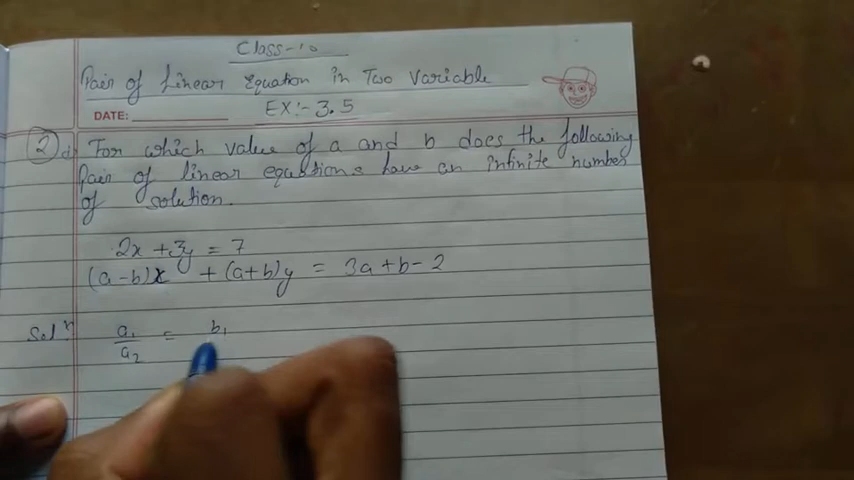 Class-10
Pair of Linear Equation in Two Variable
DATE: EX:- 3.5
2 (i) For which value of a and b does the following
Pair of linear equations have an infinite number
of solution.
2x + 3y = 7
(a-b)x + (a+b)y = 3a+b-2
Solⁿ a₁/a₂ = b₁